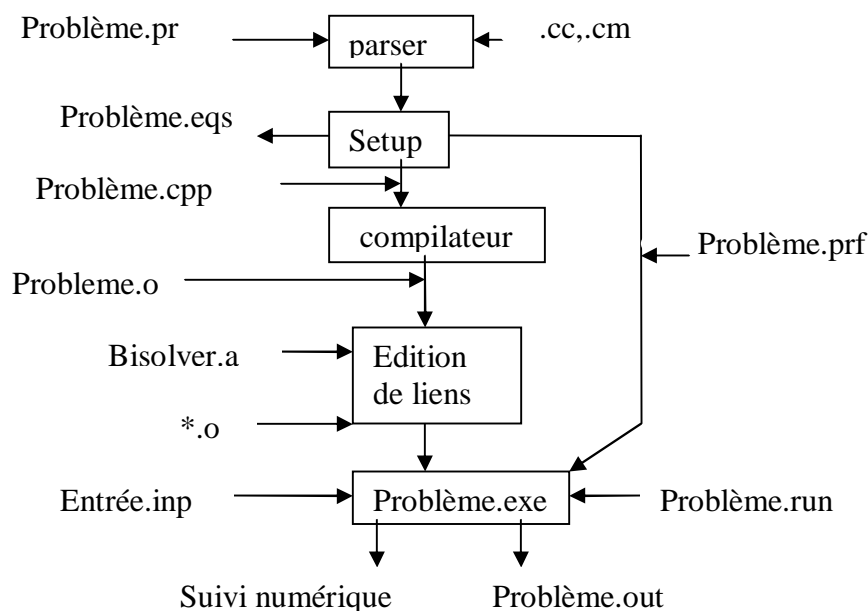 Problème.pr
parser
.cc,.cm
Problème.eqs
Setup
Problème.cpp
compilateur
Problème.prf
Probleme.o
Bisolver.a
Edition
de liens
*.o
Entrée.inp
Problème.exe
Problème.run
Suivi numérique
Problème.out